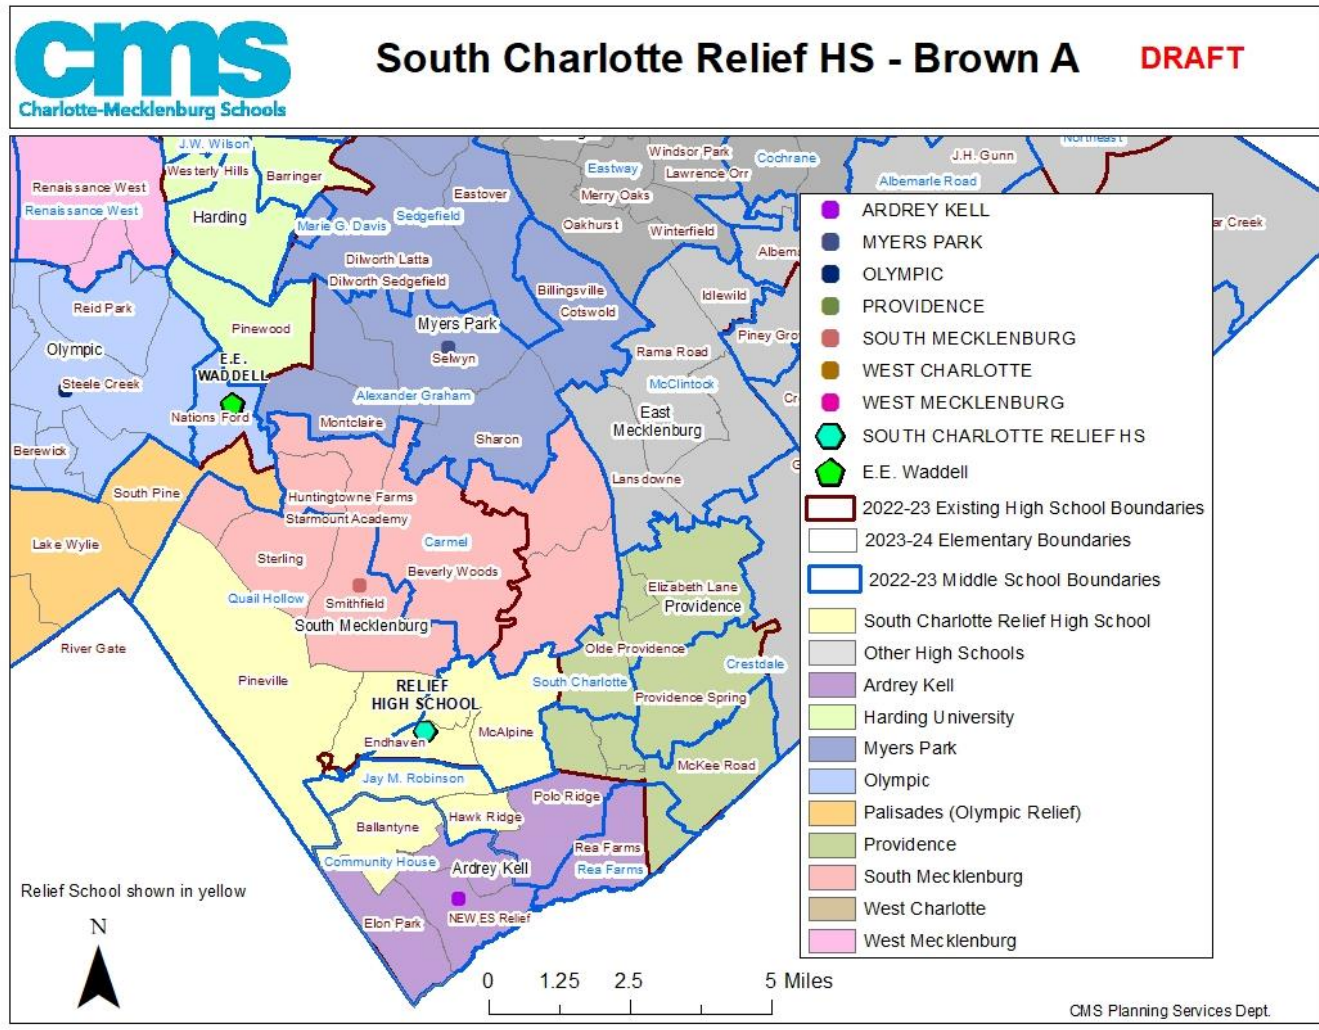 cms
Charlotte-Mecklenburg Schools
South Charlotte Relief HS - Brown A
DRAFT
J.W. Wilson
Westerly Hills
Barringer
Renaissance West
Renaissance West
Harding
Marie G. Davis
Sedgefield
Eastover
Eastway
Windsor Park
Lawrence Orr
Cochrane
Merry Oaks
Oakhurst
Winterfield
J.H. Gunn
Albemarle Road
Northeast
Dilworth Latta
Dilworth Sedgefield
Billingsville
Cotswold
Idlewild
Reid Park
Pinewood
Myers Park
Selwyn
Rama Road
McClintock
Olympic
Steele Creek
E.E.
WADDELL
Nations Ford
Alexander Graham
Montclaire
Sharon
East
Mecklenburg
Berewick
Lansdowne
South Pine
Huntingtowne Farms
Starmount Academy
Lake Wylie
Sterling
Carmel
Beverly Woods
Elizabeth Lane
Providence
Quail Hollow
Smithfield
South Mecklenburg
River Gate
Olde Providence
Crestdale
Pineville
RELIEF
HIGH SCHOOL
South Charlotte
Providence Spring
Endhaven
McAlpine
McKee Road
Jay M. Robinson
Polo Ridge
Ballantyne
Hawk Ridge
Rea Farms
Rea Farms
Community House
Ardrey Kell
Elon Park
NEW ES Relief
ARDREY KELL
MYERS PARK
OLYMPIC
PROVIDENCE
SOUTH MECKLENBURG
WEST CHARLOTTE
WEST MECKLENBURG
SOUTH CHARLOTTE RELIEF HS
E.E. Waddell
2022-23 Existing High School Boundaries
2023-24 Elementary Boundaries
2022-23 Middle School Boundaries
South Charlotte Relief High School
Other High Schools
Ardrey Kell
Harding University
Myers Park
Olympic
Palisades (Olympic Relief)
Providence
South Mecklenburg
West Charlotte
West Mecklenburg
Relief School shown in yellow
N
0 1.25 2.5 5 Miles
CMS Planning Services Dept.